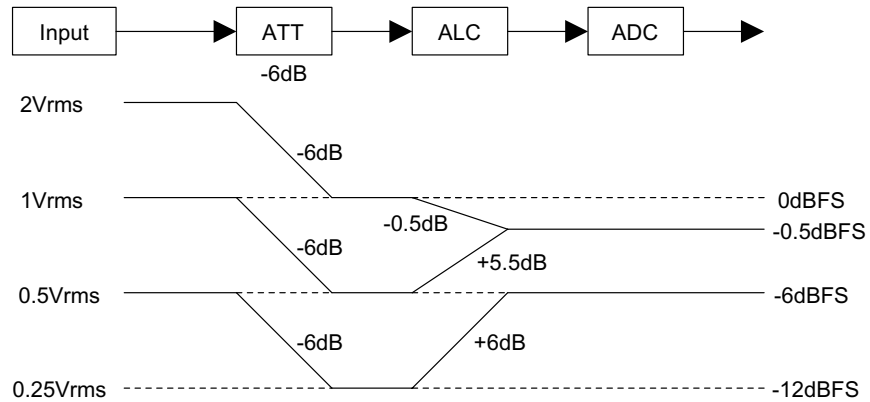 Input ATT ALC ADC
-6dB
2Vrms
-6dB
1Vrms 0dBFS
-0.5dB -0.5dBFS
-6dB
+5.5dB
0.5Vrms -6dBFS
-6dB +6dB
0.25Vrms -12dBFS